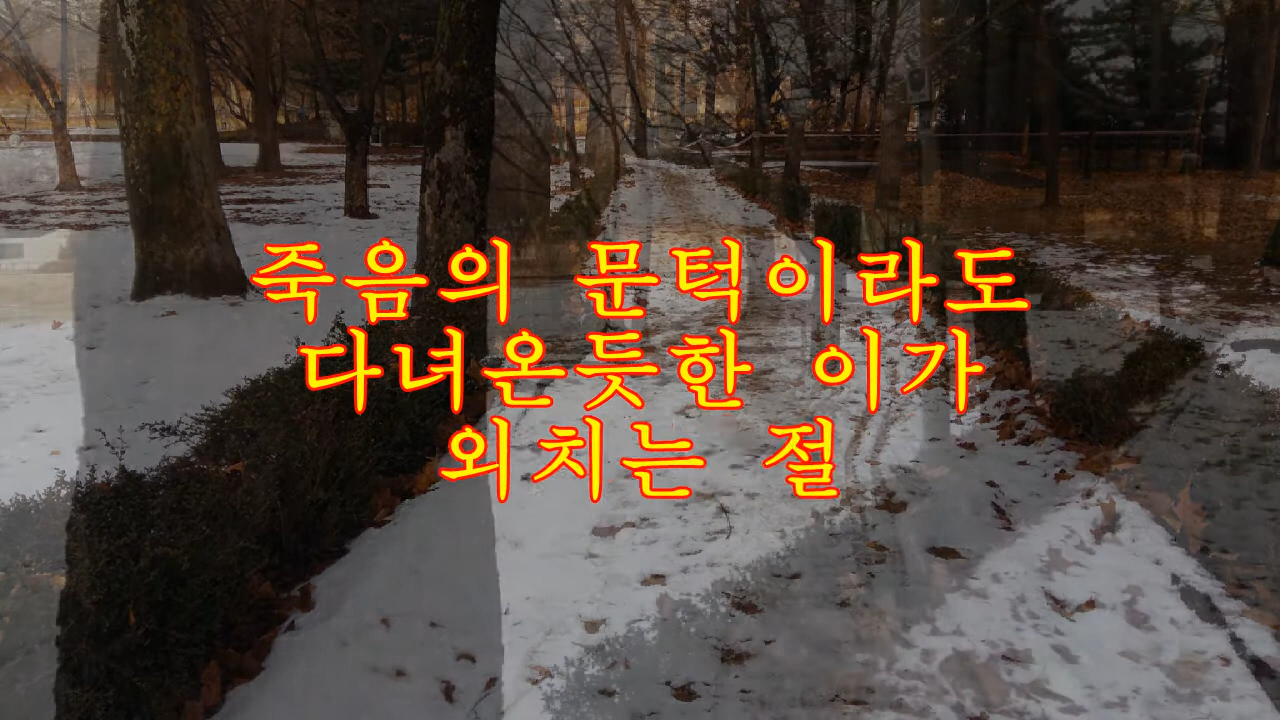 죽음의 문턱이라도
다녀온듯한 이가
외치는 절